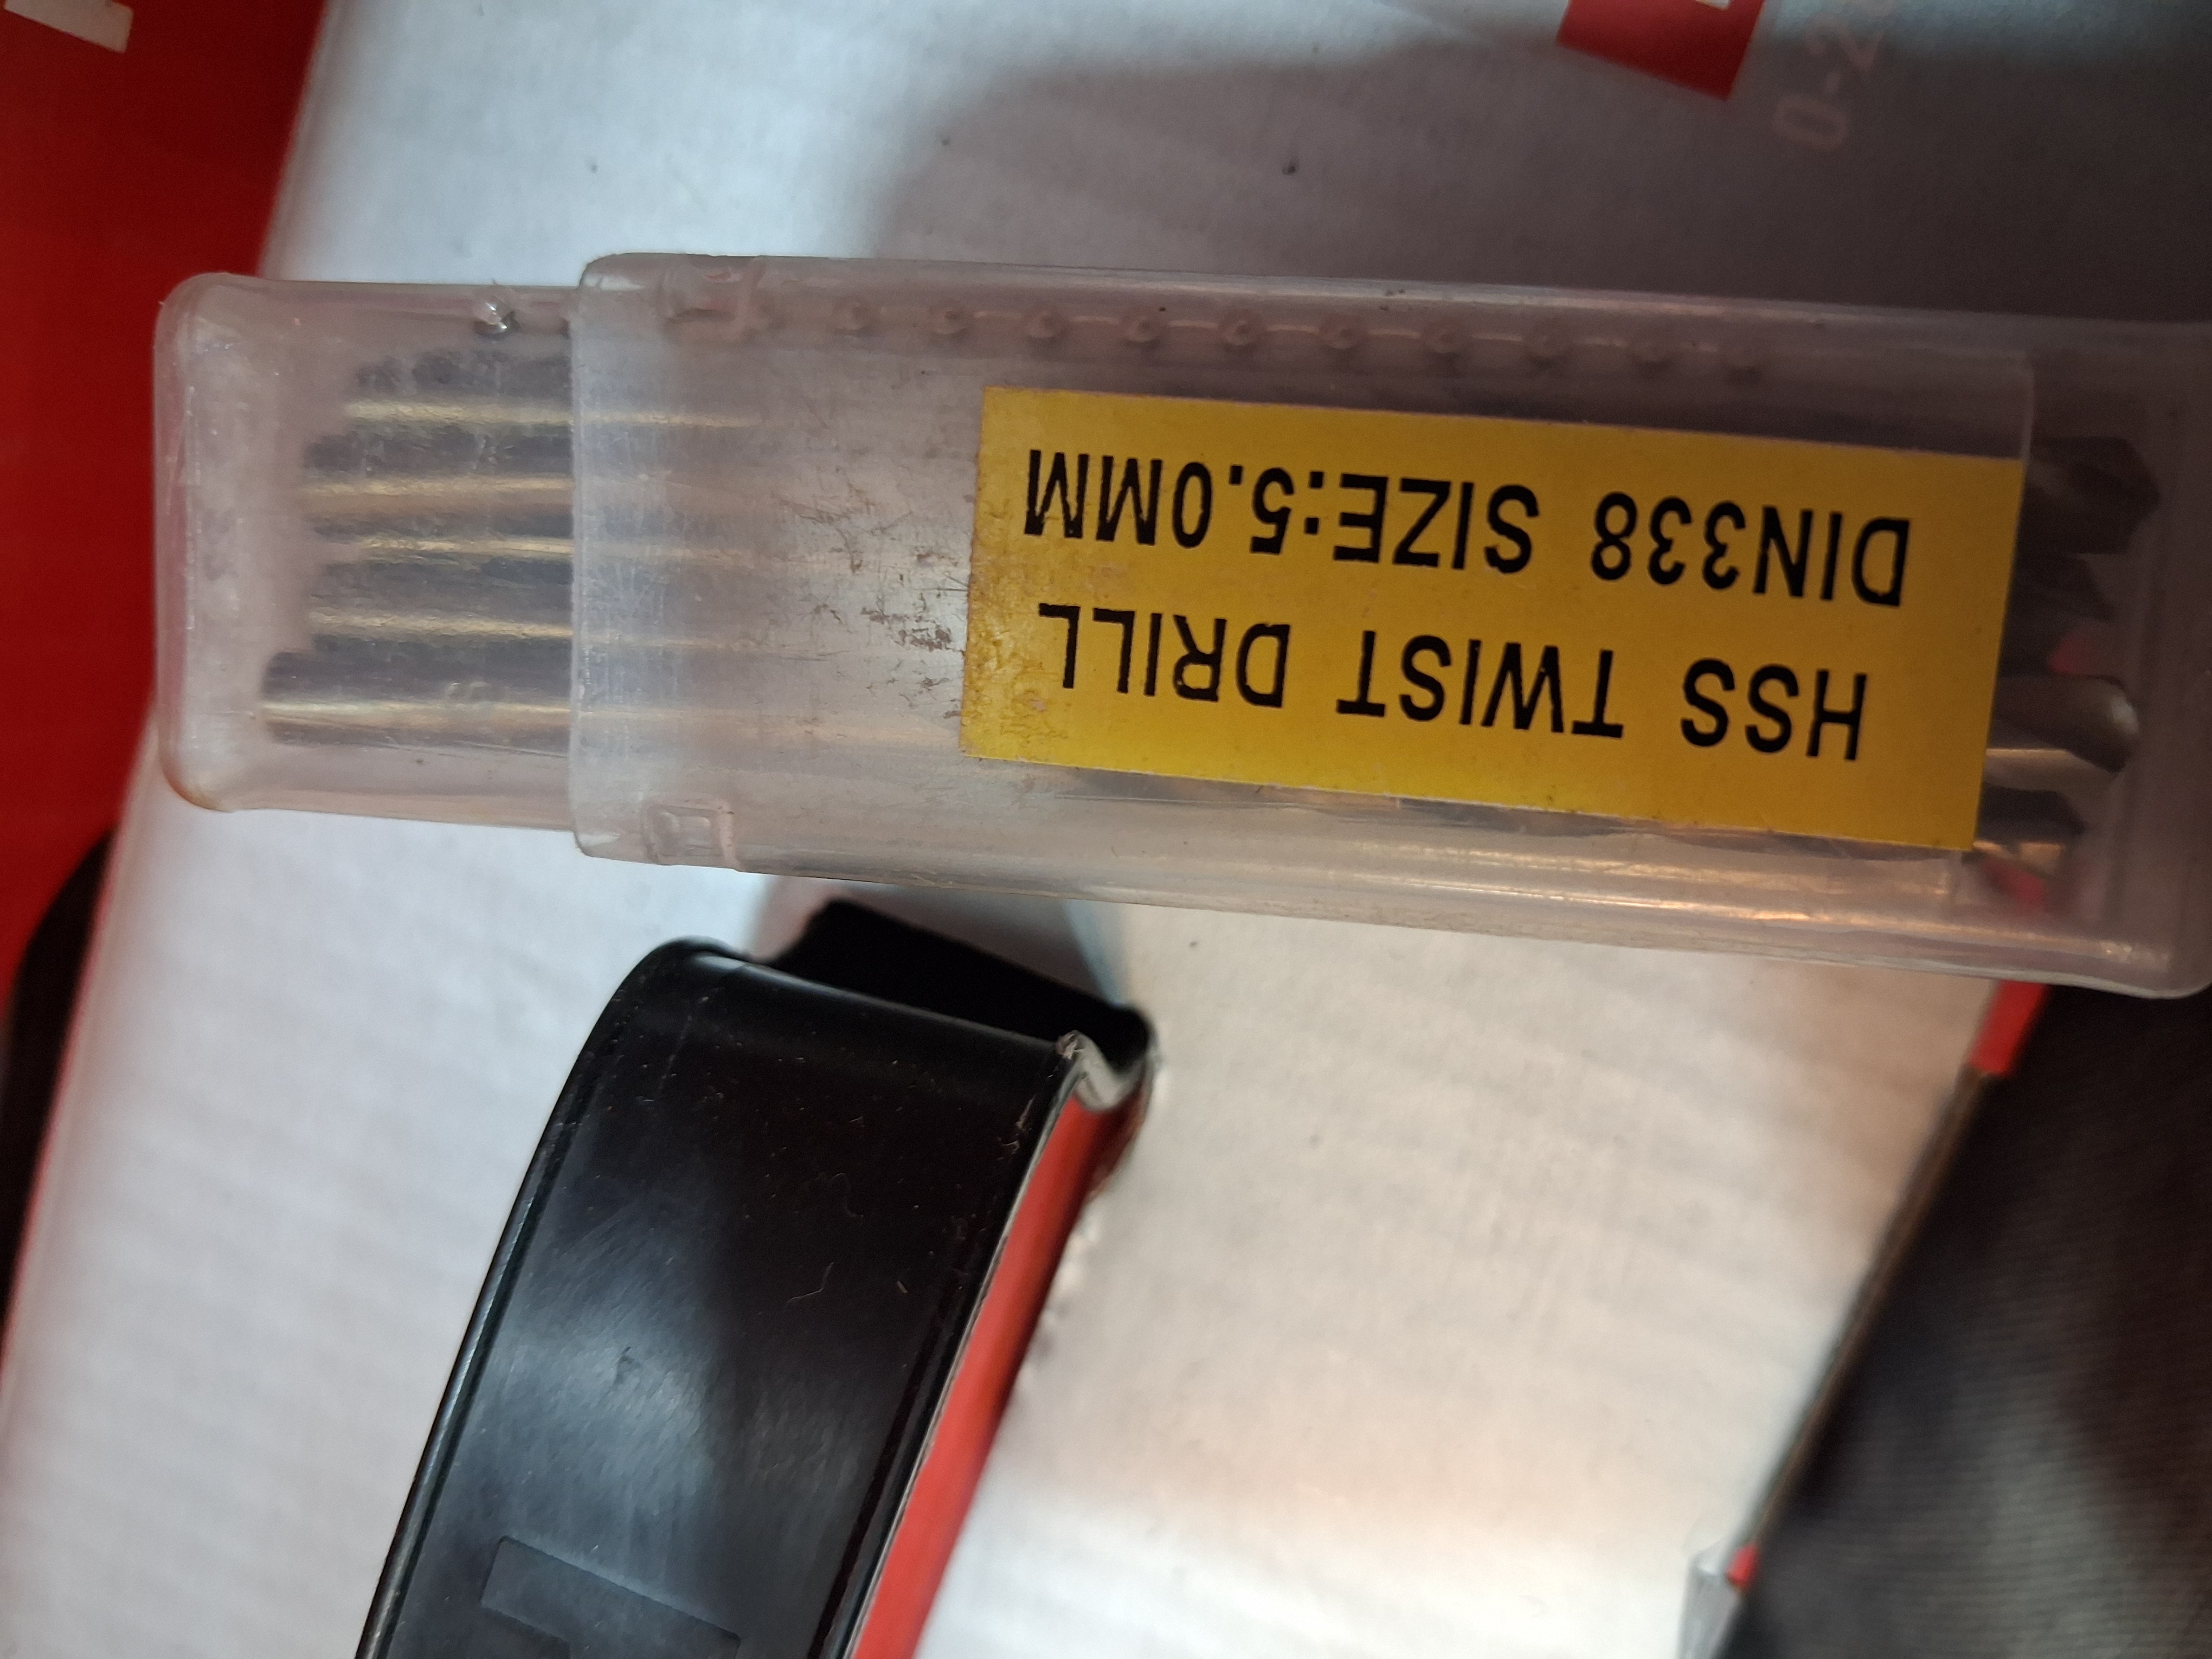 HSS TWIST DRILL
DIN338 SIZE:5.0MM